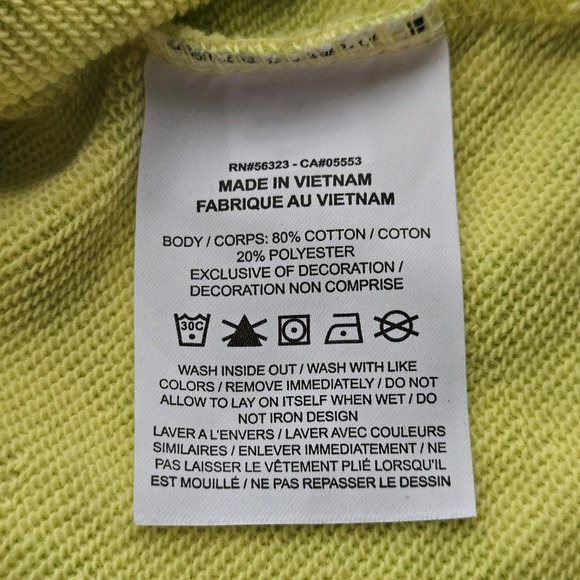 RN#56323 - CA#05553
MADE IN VIETNAM
FABRIQUE AU VIETNAM
BODY / CORPS: 80% COTTON / COTON
20% POLYESTER
EXCLUSIVE OF DECORATION /
DECORATION NON COMPRISE
30C
WASH INSIDE OUT / WASH WITH LIKE
COLORS / REMOVE IMMEDIATELY / DO NOT
ALLOW TO LAY ON ITSELF WHEN WET / DO
NOT IRON DESIGN
LAVER A L'ENVERS / LAVER AVEC COULEURS
SIMILAIRES / ENLEVER IMMEDIATEMENT / NE
PAS LAISSER LE VÊTEMENT PLIÉ LORSQU'IL
EST MOUILLÉ / NE PAS REPASSER LE DESSIN